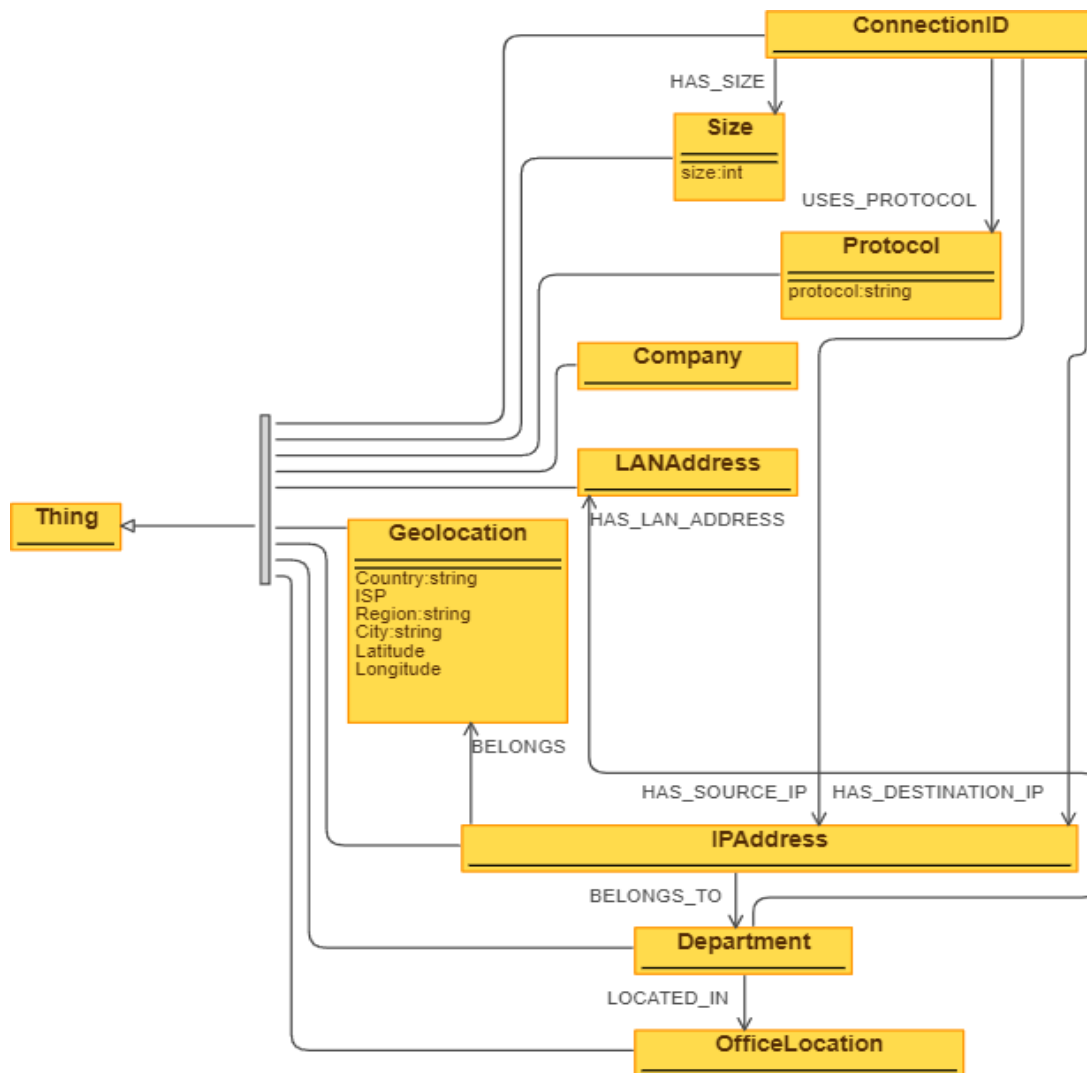 ConnectionID
HAS_SIZE
Size
size:int
USES_PROTOCOL
Protocol
protocol:string
Company
LANAddress
Thing
HAS_LAN_ADDRESS
Geolocation
Country:string
ISP
Region:string
City:string
Latitude
Longitude
BELONGS
HAS_SOURCE_IP
HAS_DESTINATION_IP
IPAddress
BELONGS_TO
Department
LOCATED_IN
OfficeLocation